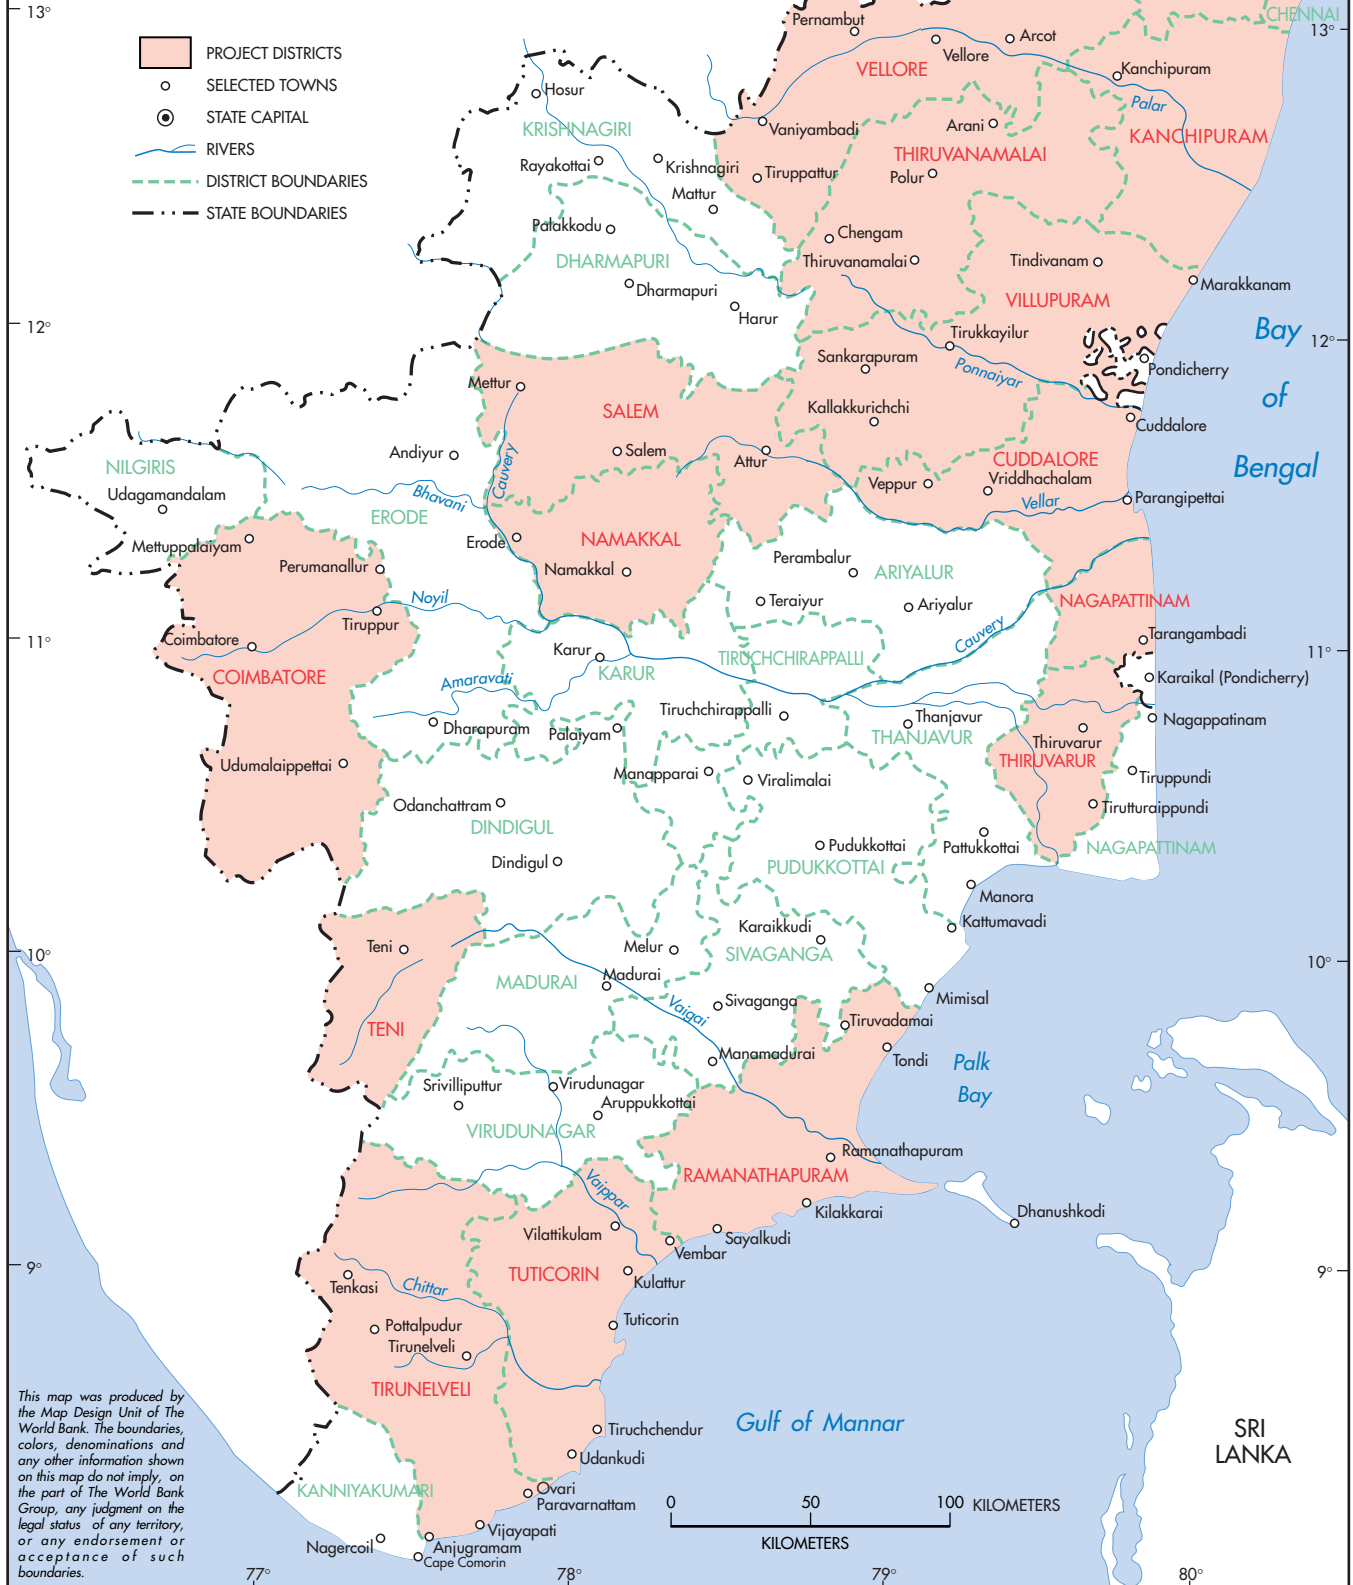 13°
CHENNAI
13°
Pernambut
Arcot
Vellore
VELLORE
Kanchipuram
PROJECT DISTRICTS
SELECTED TOWNS
STATE CAPITAL
RIVERS
DISTRICT BOUNDARIES
STATE BOUNDARIES
Hosur
KRISHNAGIRI
Palar
Vaniyambadi
Arani
KANCHIPURAM
THIRUVANAMALAI
Rayakottai
Krishnagiri
Tiruppattur
Polur
Mattur
Palakkodu
Chengam
DHARMAPURI
Thiruvanamalai
Tindivanam
Dharmapuri
Marakkanam
VILLUPURAM
Harur
12°
Bay
of
Bengal
12°
Tirukkayilur
Sankarapuram
Ponnaiyar
Pondicherry
Mettur
SALEM
Kallakkurichchi
Cuddalore
Andiyur
Salem
Attur
CUDDALORE
NILGIRIS
Cauvery
Veppur
Vriddhachalam
Udagamandalam
Bhavani
Vellar
Parangipettai
ERODE
Mettuppalaiyam
Erode
NAMAKKAL
Perumanallur
Namakkal
Perambalur
ARIYALUR
Noyil
Teraiyur
Ariyalur
NAGAPATTINAM
Tiruppur
11°
Coimbatore
Cauvery
Tarangambadi
11°
Karur
TIRUCHCHIRAPPALLI
COIMBATORE
Amaravati
KARUR
Karaikal (Pondicherry)
Tiruchchirappalli
Thanjavur
Nagappatinam
Dharapuram
Palaiyam
THANJAVUR
Thiruvarur
THIRUVARUR
Udumalaippettai
Manapparai
Viralimalai
Tiruppundi
Odanchattram
Tirutturaippundi
DINDIGUL
Dindigul
Pudukkottai
Pattukkottai
NAGAPATTINAM
PUDUKKOTTAI
Manora
Karaikkudi
Kattumavadi
Teni
Melur
SIVAGANGA
10°
10°
MADURAI
Madurai
Sivaganga
Mimisal
Vaigai
TENI
Tiruvadamai
Manamadurai
Tondi
Palk
Bay
Srivilliputtur
Virudunagar
Aruppukkottai
VIRUDUNAGAR
Ramanathapuram
RAMANATHAPURAM
Vaippar
Kilakkarai
Dhanushkodi
Vilattikulam
Sayalkudi
Vembar
9°
TUTICORIN
Kulattur
9°
Tenkasi
Chittar
Pottalpudur
Tuticorin
Tirunelveli
TIRUNELVELI
Gulf of Mannar
Tiruchchendur
SRI
LANKA
Udankudi
KANNIYAKUMARI
Ovari
Paravarnattam
Vijayapati
Nagercoil
Anjugramam
Cape Comorin
0 50 100 KILOMETERS
KILOMETERS
This map was produced by
the Map Design Unit of The
World Bank. The boundaries,
colors, denominations and
any other information shown
on this map do not imply, on
the part of The World Bank
Group, any judgment on the
legal status of any territory,
or any endorsement or
acceptance of such
boundaries.
77° 78° 79° 80°